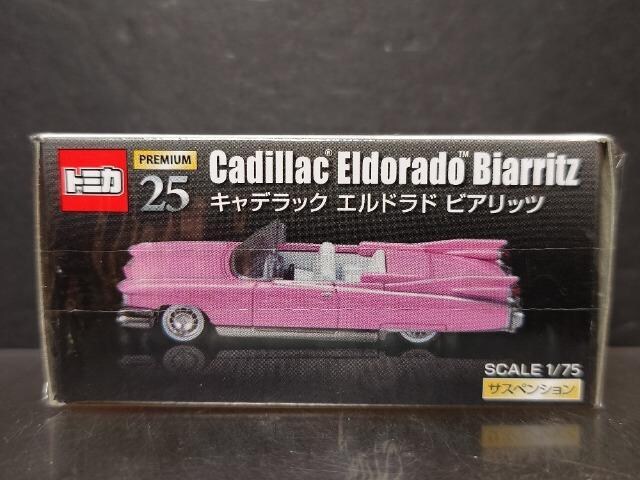 トミカ
PREMIUM
25
Cadillac® Eldorado™ Biarritz
キャデラック エルドラド ビアリッツ
SCALE 1/75
サスペンション